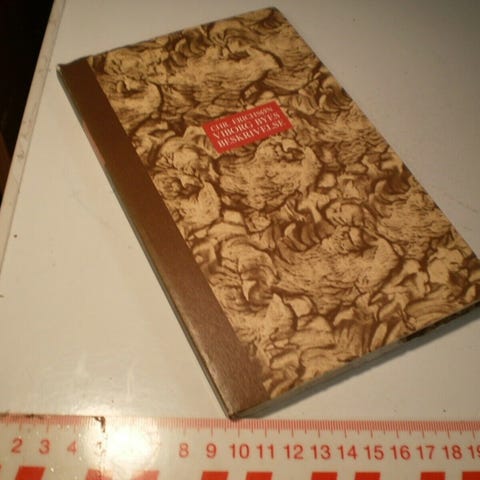 CHR. ERICHSØN
VIBORG BYES
BESKRIVELSE
2 3 4 8 9 10 11 12 13 14 15 16 17 18 19